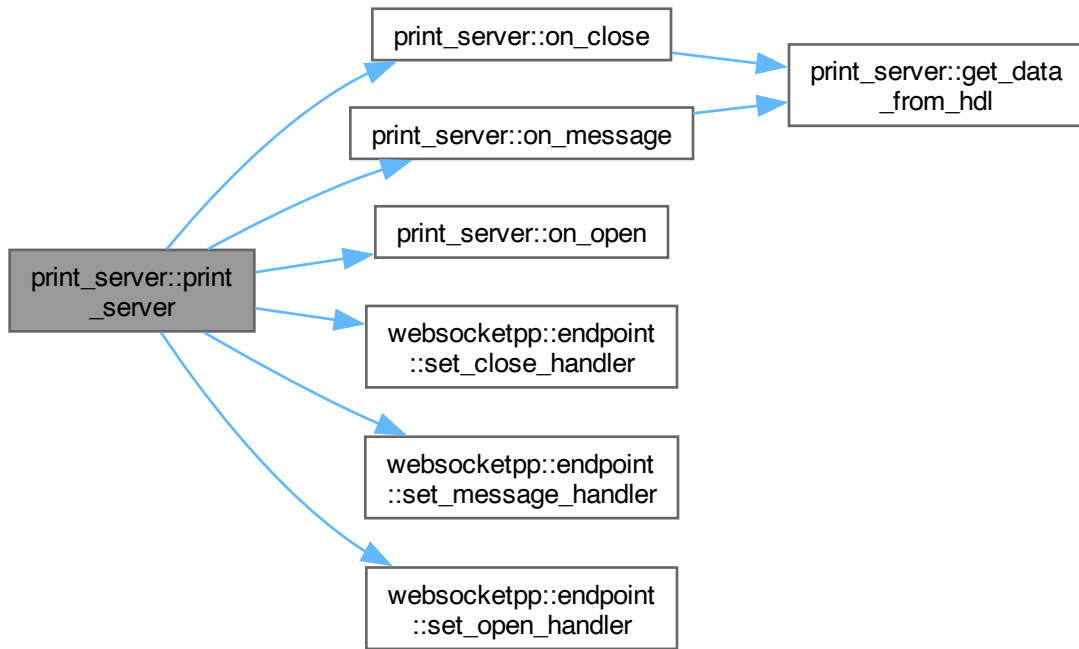 print_server::on_close
print_server::get_data
_from_hdl
print_server::on_message
print_server::on_open
print_server::print
_server
websocketpp::endpoint
::set_close_handler
websocketpp::endpoint
::set_message_handler
websocketpp::endpoint
::set_open_handler